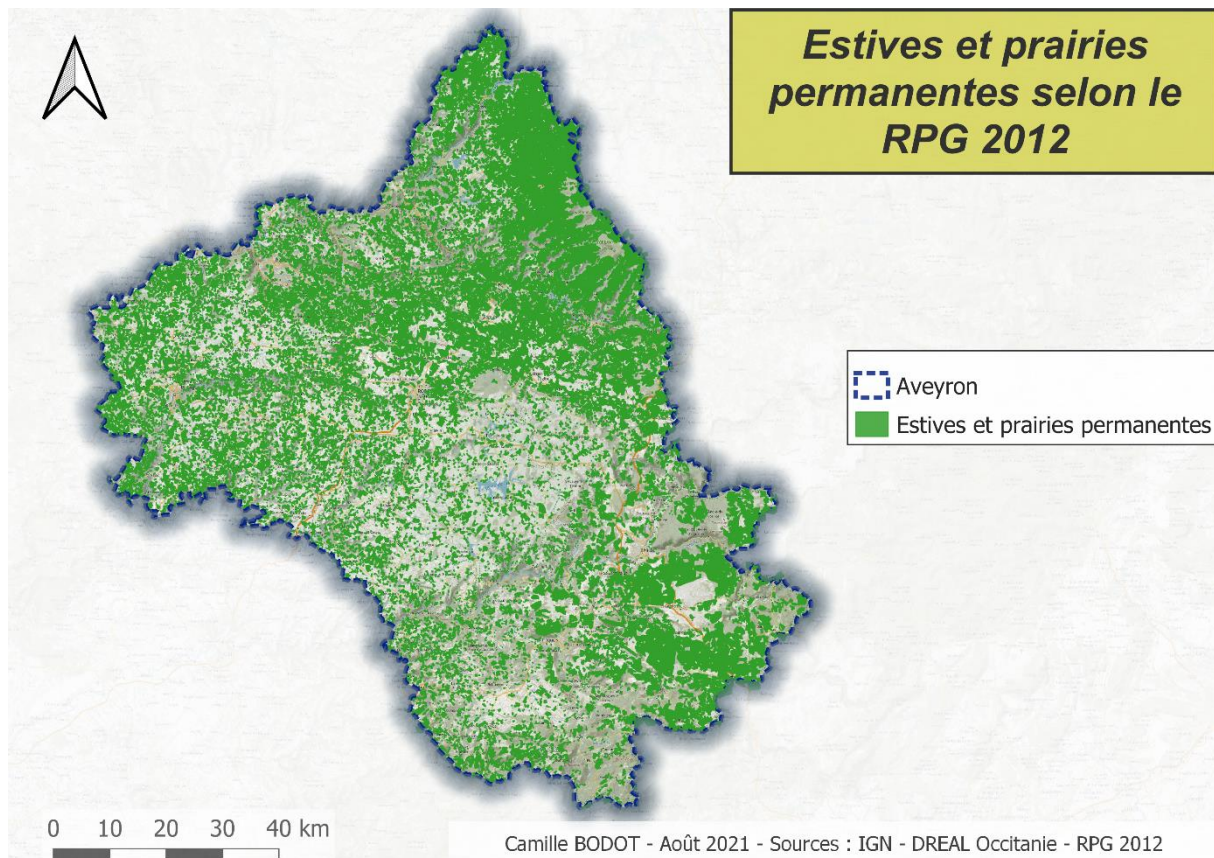 Estives et prairies
permanentes selon le
RPG 2012
Aveyron
Estives et prairies permanentes
0 10 20 30 40 km
Camille BODOT - Août 2021 - Sources : IGN - DREAL Occitanie - RPG 2012